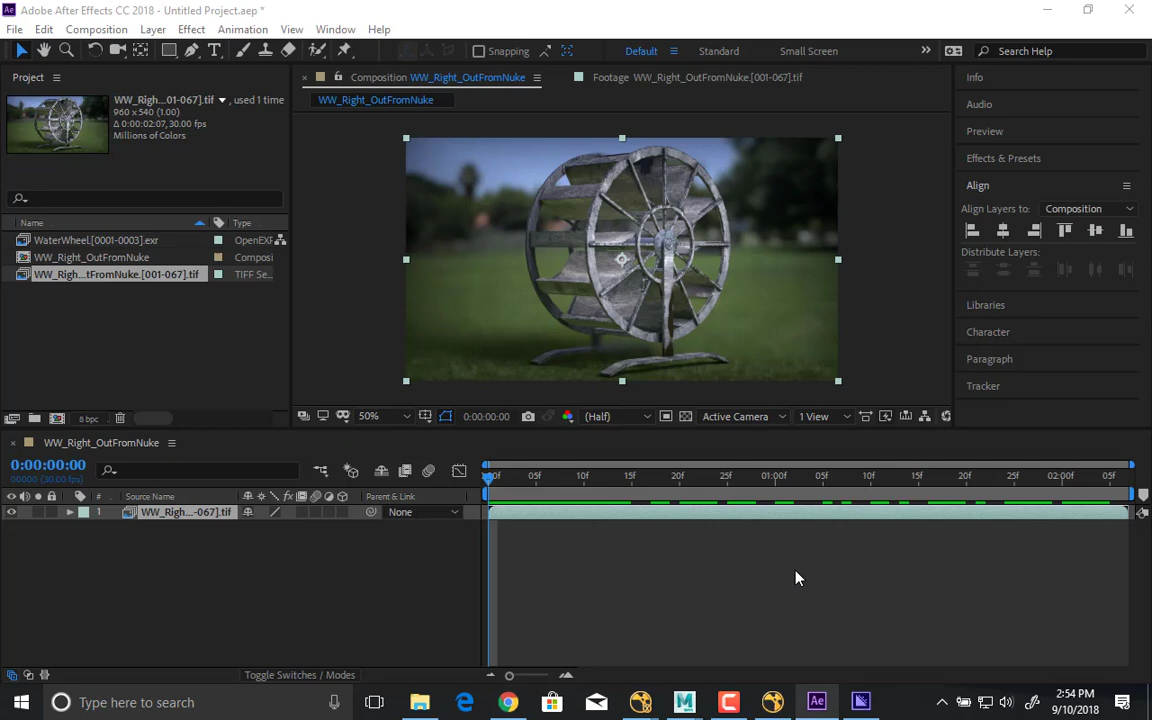 Ae Adobe After Effects CC 2018 - Untitled Project.aep *
File Edit Composition Layer Effect Animation View Window Help
Snapping Default Standard Small Screen Search Help
Project
Composition WW_Right_OutFromNuke
Footage WW_Right_OutFromNuke.[001-067].tif
Info
WW_Righ...01-067].tif , used 1 time
960 x 540 (1.00)
Δ 0:00:02:07, 30.00 fps
Millions of Colors
WW_Right_OutFromNuke
Audio
Preview
Effects & Presets
Align
Align Layers to: Composition
Distribute Layers:
Name Type
WaterWheel.[0001-0003].exr OpenEXF
WW_Right_OutFromNuke Composi
WW_Righ...tFromNuke.[001-067].tif TIFF Se...
Libraries
Character
Paragraph
Tracker
8 bpc
50% 0:00:00:00 (Half) Active Camera 1 View
WW_Right_OutFromNuke
0:00:00:00
00000 (30.00 fps)
05f 10f 15f 20f 25f 01:00f 05f 10f 15f 20f 25f 02:00f 05f
# Source Name fx Parent & Link
1 WW_Righ...-067].tif None
Toggle Switches / Modes
Type here to search
Ae
2:54 PM
9/10/2018